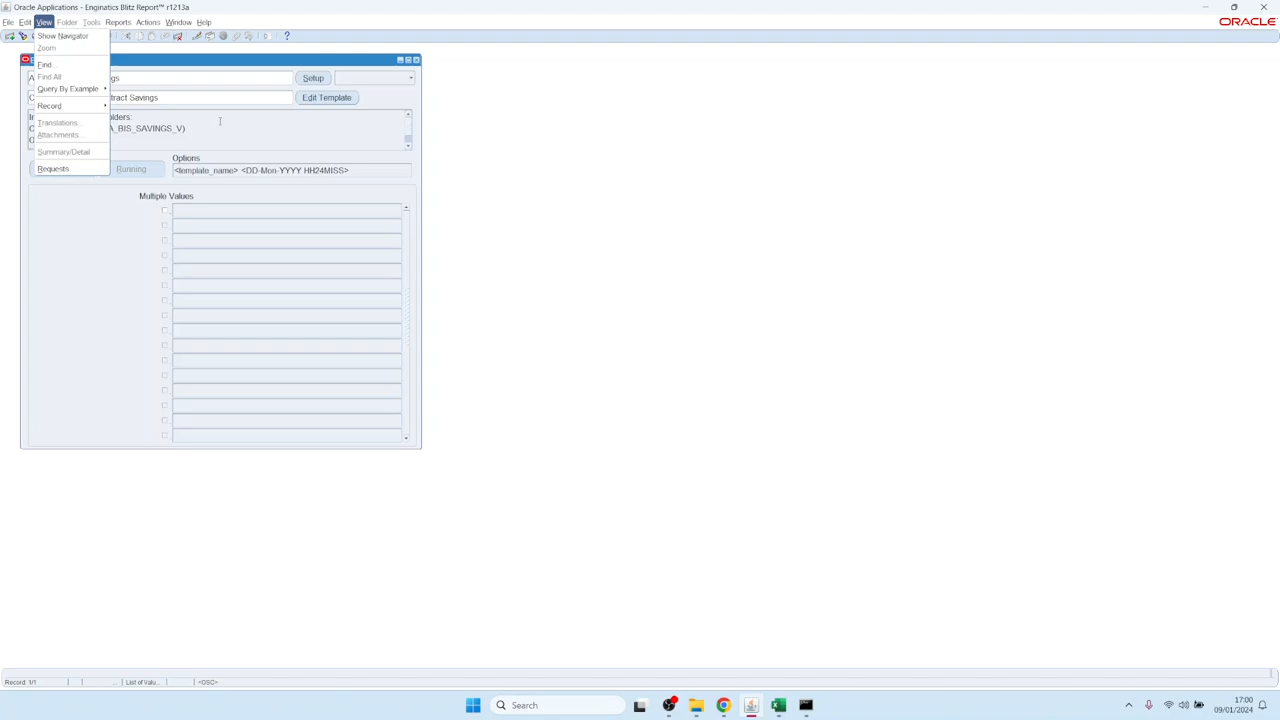 Oracle Applications - Enginatics Blitz Report™ r1213a
File Edit View Folder Tools Reports Actions Window Help
ORACLE
Show Navigator
Zoom
Find...
Find All
Query By Example
Record
Translations...
Attachments...
Summary/Detail
Requests
Setup
tract Savings
Edit Template
A_BIS_SAVINGS_V)
Running
Options
<template_name> <DD-Mon-YYYY HH24MISS>
Multiple Values
Record: 1/1
...
List of Valu...
<OSC>
Search
17:00
09/01/2024